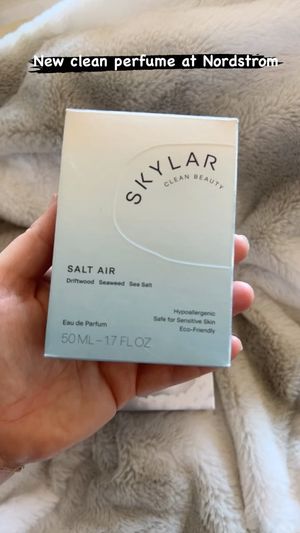 New clean perfume at Nordstrom
SKYLAR
CLEAN BEAUTY
SALT AIR
Driftwood Seaweed Sea Salt
Hypoallergenic
Safe for Sensitive Skin
Eco-Friendly
Eau de Parfum
50 ML – 1.7 FL OZ